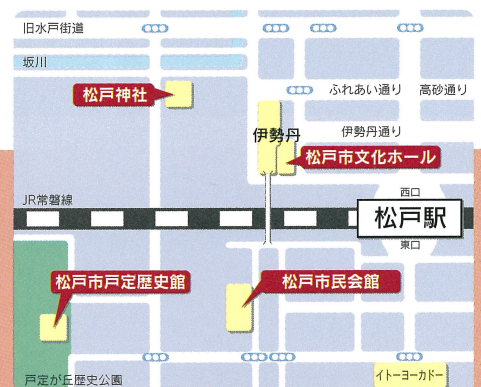 旧水戸街道
坂川
松戸神社
ふれあい通り
高砂通り
伊勢丹
伊勢丹通り
松戸市文化ホール
西口
JR常磐線
松戸駅
東口
松戸市戸定歴史館
松戸市民会館
戸定が丘歴史公園
イトーヨーカドー